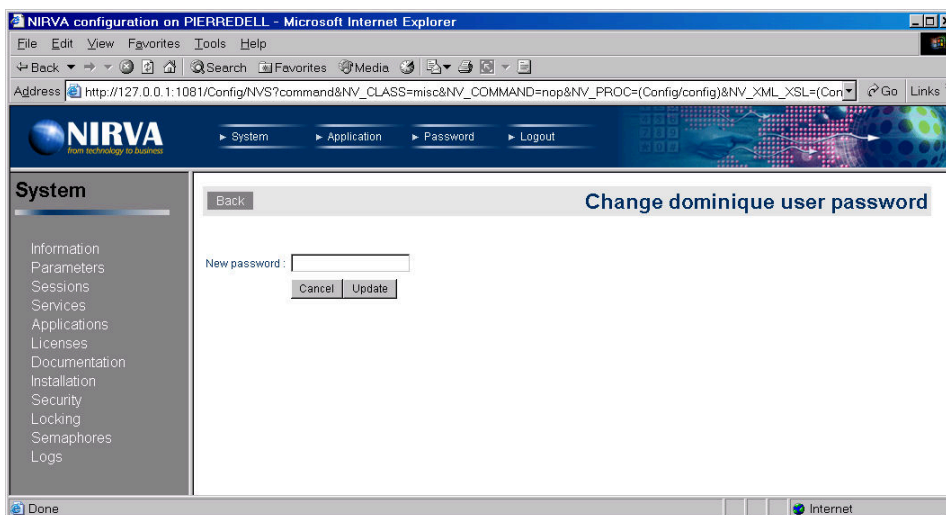 NIRVA configuration on PIERREDELL - Microsoft Internet Explorer
File Edit View Favorites Tools Help
Back Search Favorites Media
Address http://127.0.0.1:1081/Config/NVS?command&NV_CLASS=misc&NV_COMMAND=nop&NV_PROC=(Config/config)&NV_XML_XSL=(Con Go Links
NIRVA
from technology to business
System Application Password Logout
System
Back Change dominique user password
Information
Parameters
Sessions
Services
Applications
Licenses
Documentation
Installation
Security
Locking
Semaphores
Logs
New password :
Cancel Update
Done Internet